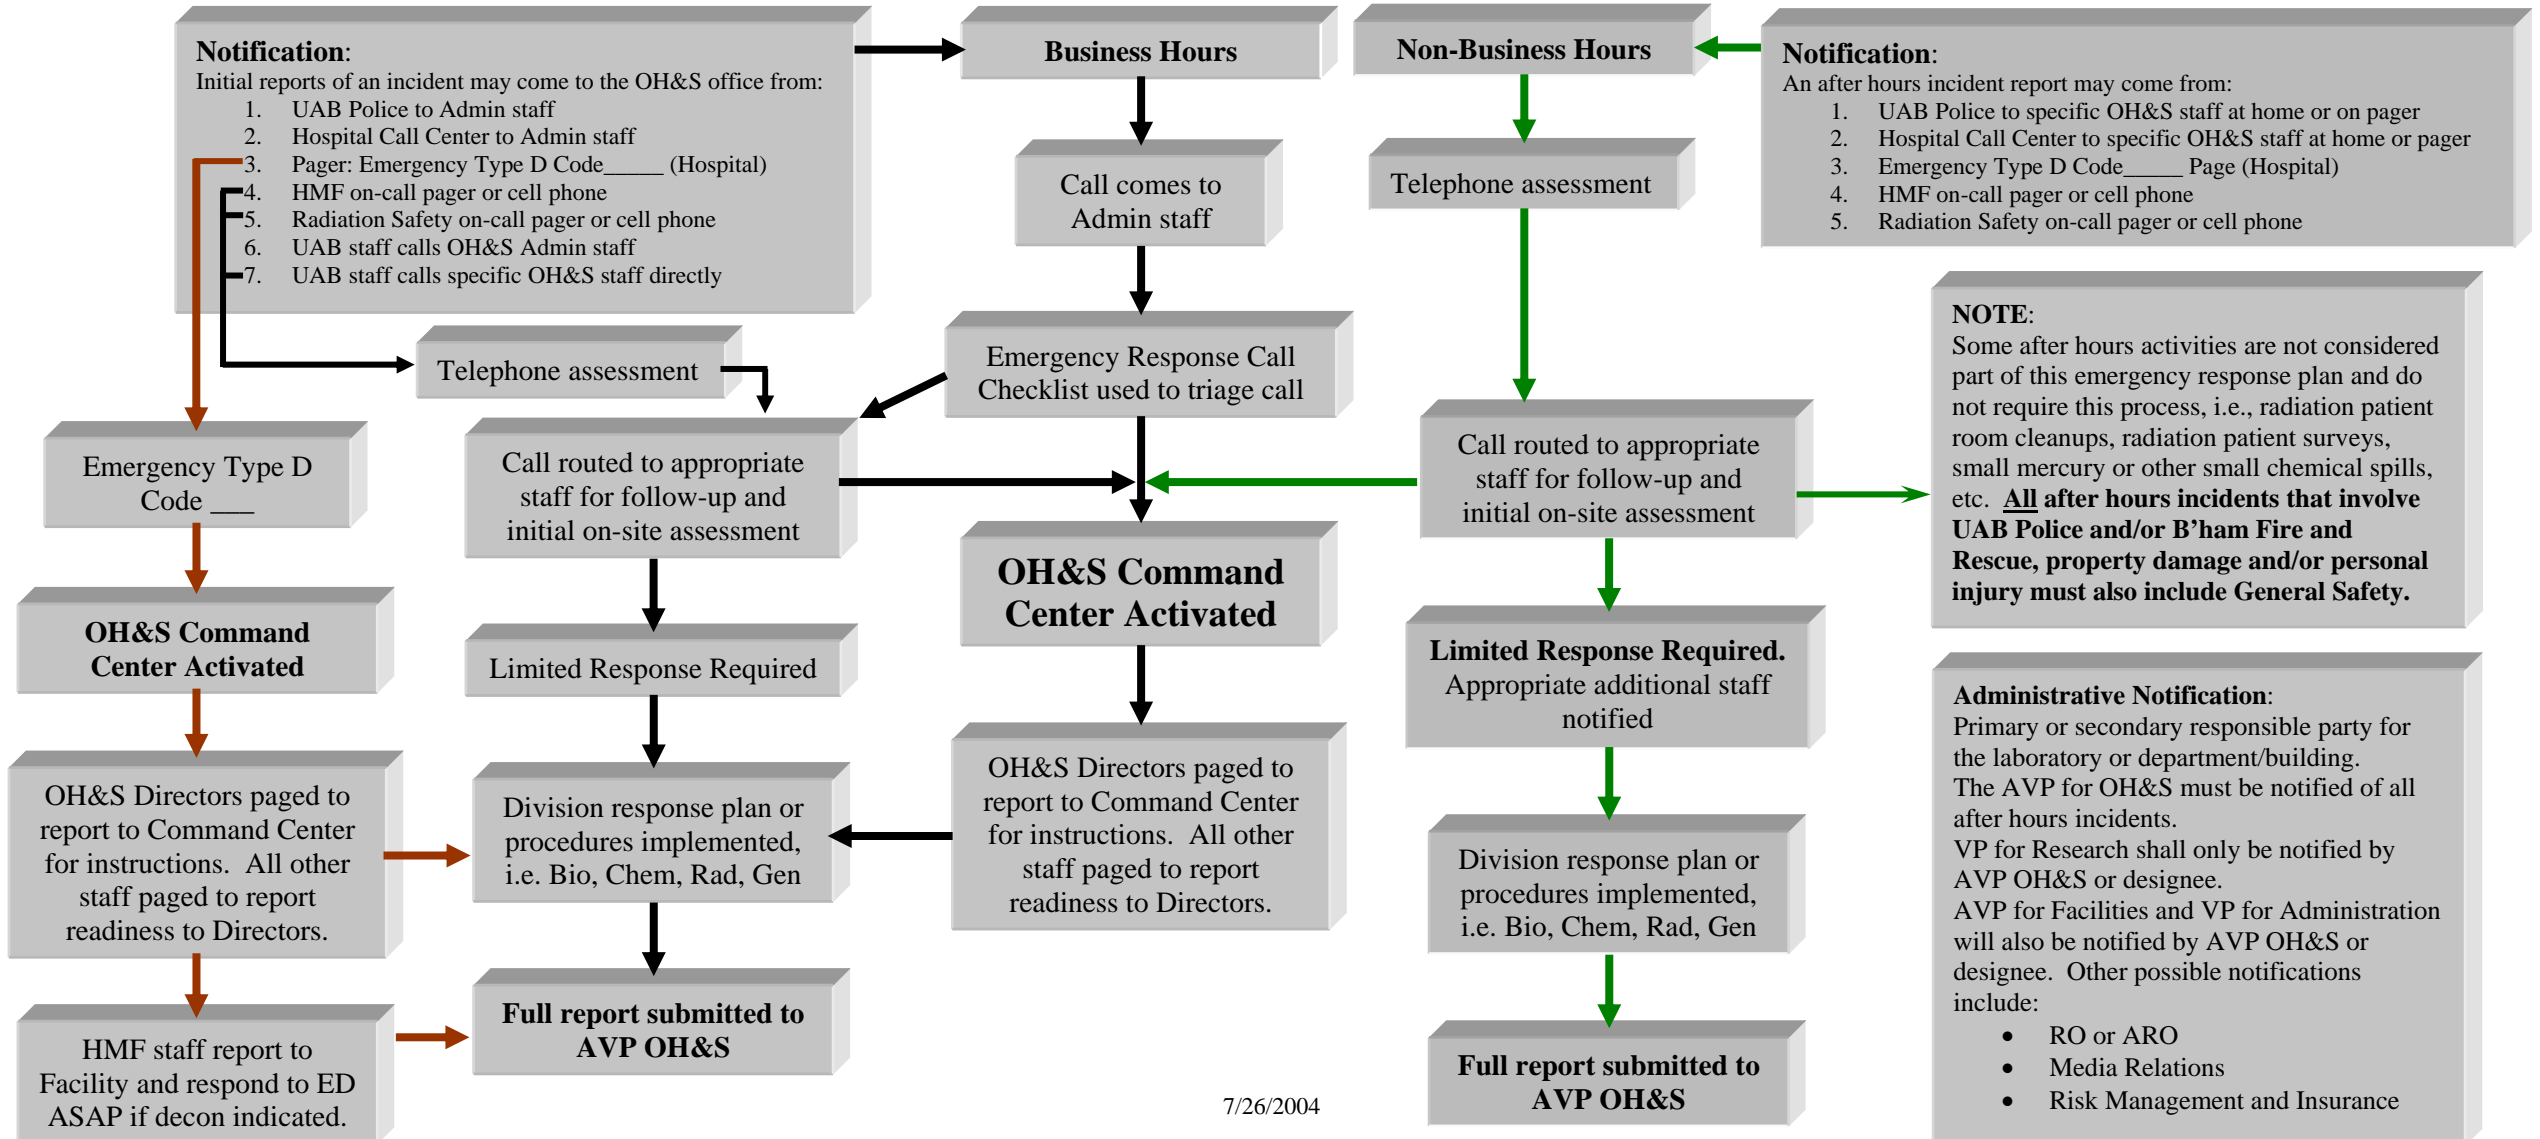 Notification:
Initial reports of an incident may come to the OH&S office from:
1. UAB Police to Admin staff
2. Hospital Call Center to Admin staff
3. Pager: Emergency Type D Code_____ (Hospital)
4. HMF on-call pager or cell phone
5. Radiation Safety on-call pager or cell phone
6. UAB staff calls OH&S Admin staff
7. UAB staff calls specific OH&S staff directly
Business Hours
Non-Business Hours
Notification:
An after hours incident report may come from:
1. UAB Police to specific OH&S staff at home or on pager
2. Hospital Call Center to specific OH&S staff at home or pager
3. Emergency Type D Code_____ Page (Hospital)
4. HMF on-call pager or cell phone
5. Radiation Safety on-call pager or cell phone
Call comes to
Admin staff
Telephone assessment
Telephone assessment
Emergency Response Call
Checklist used to triage call
NOTE:
Some after hours activities are not considered
part of this emergency response plan and do
not require this process, i.e., radiation patient
room cleanups, radiation patient surveys,
small mercury or other small chemical spills,
etc. All after hours incidents that involve
UAB Police and/or B’ham Fire and
Rescue, property damage and/or personal
injury must also include General Safety.
Emergency Type D
Code ___
Call routed to appropriate
staff for follow-up and
initial on-site assessment
Call routed to appropriate
staff for follow-up and
initial on-site assessment
OH&S Command
Center Activated
OH&S Command
Center Activated
Limited Response Required
Limited Response Required.
Appropriate additional staff
notified
Administrative Notification:
Primary or secondary responsible party for
the laboratory or department/building.
The AVP for OH&S must be notified of all
after hours incidents.
VP for Research shall only be notified by
AVP OH&S or designee.
AVP for Facilities and VP for Administration
will also be notified by AVP OH&S or
designee. Other possible notifications
include:
• RO or ARO
• Media Relations
• Risk Management and Insurance
OH&S Directors paged to
report to Command Center
for instructions. All other
staff paged to report
readiness to Directors.
Division response plan or
procedures implemented,
i.e. Bio, Chem, Rad, Gen
OH&S Directors paged to
report to Command Center
for instructions. All other
staff paged to report
readiness to Directors.
Division response plan or
procedures implemented,
i.e. Bio, Chem, Rad, Gen
HMF staff report to
Facility and respond to ED
ASAP if decon indicated.
Full report submitted to
AVP OH&S
Full report submitted to
AVP OH&S
7/26/2004